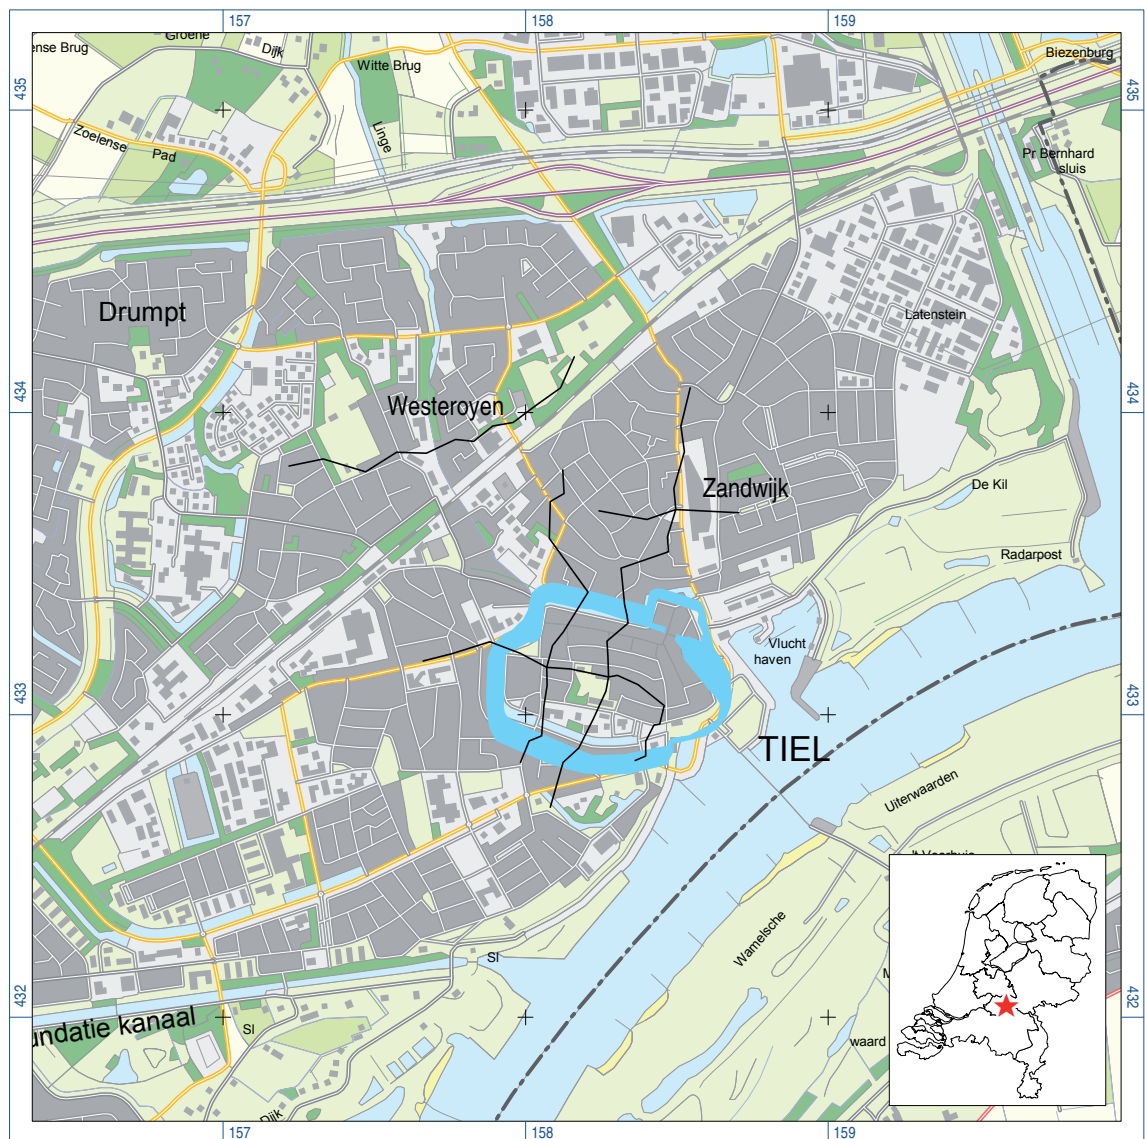 157
158
159
ense Brug
Groene
Dijk
Witte Brug
Biezenburg
435
435
Zoelense
Pad
Linge
Pr Bernhard
sluis
Drumpt
Latenstein
434
Westeroyen
434
Zandwijk
De Kil
Radarpost
Vlucht
haven
433
433
TIEL
Uiterwaarden
't Veerhuis
Wamelsche
Sl
432
432
undatie kanaal
Sl
waard
Dijk
157
158
159